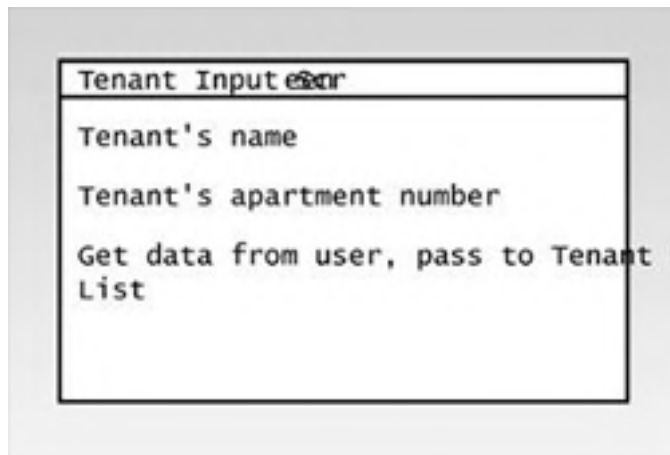 Tenant Input
Tenant's name
Tenant's apartment number
Get data from user, pass to Tenant
List